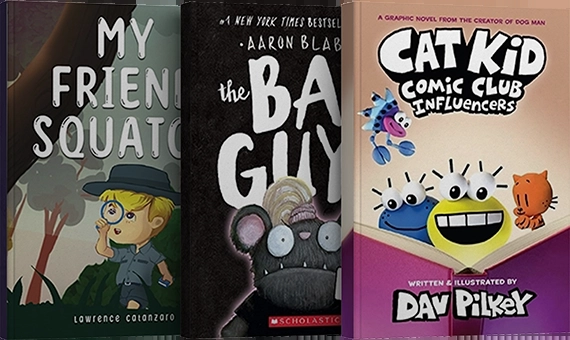 MY
FRIEN
SQUATC
Lawrence Catanzaro
#1 NEW YORK TIMES BESTSEL
AARON BLAB
the BA
GUY
SCHOLASTIC
A GRAPHIC NOVEL FROM THE CREATOR OF DOG MAN
CAT KID
COMIC CLUB
INFLUENCERS
WRITTEN & ILLUSTRATED BY
DAV PILKEY